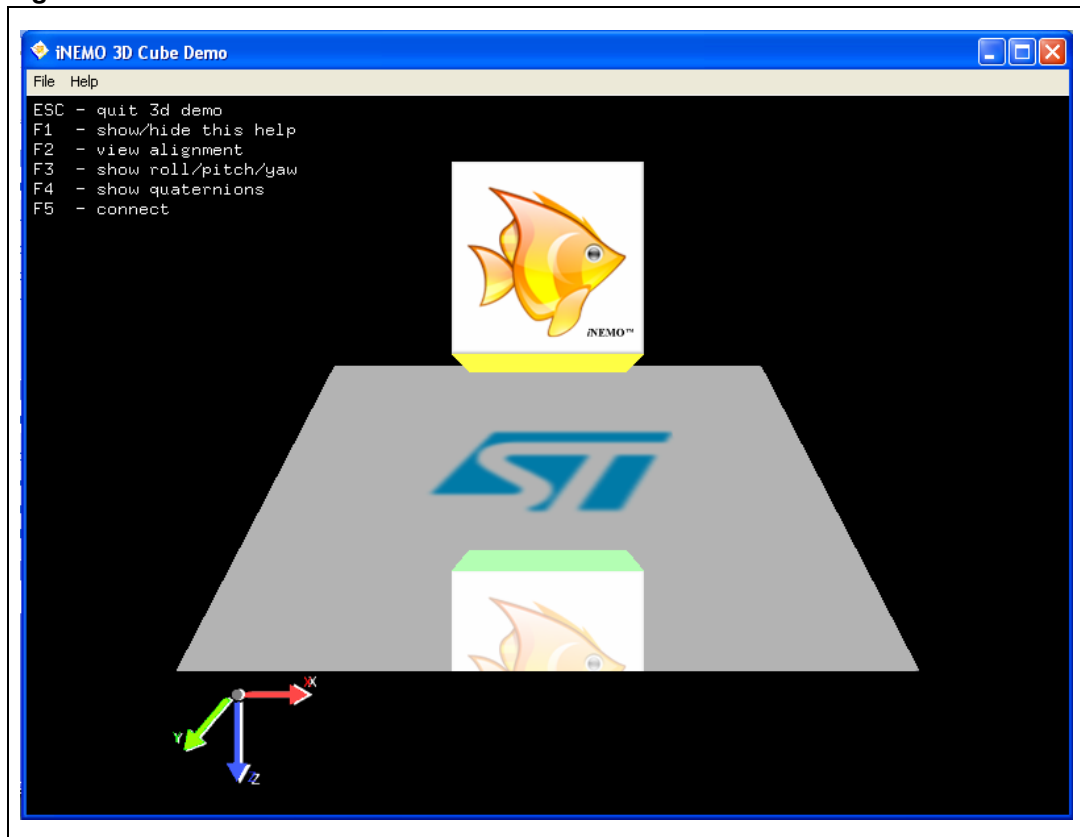 iNEMO 3D Cube Demo
File Help
ESC - quit 3d demo
F1 - show/hide this help
F2 - view alignment
F3 - show roll/pitch/yaw
F4 - show quaternions
F5 - connect
iNEMO™
ST
X
Y
Z